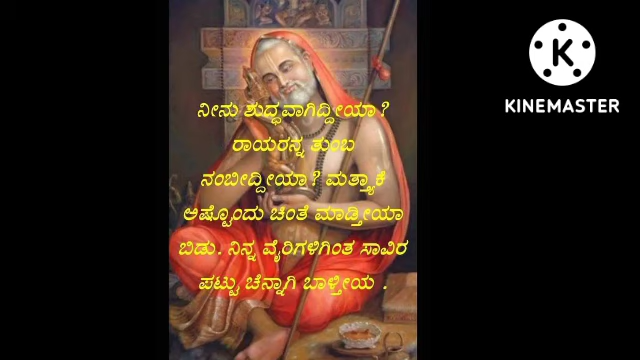 ನೀನು ಶುದ್ಧವಾಗಿದ್ದೀಯಾ?
ರಾಯರನ್ನ ತುಂಬ
ನಂಬೀದ್ದೀಯಾ? ಮತ್ತ್ಯಾಕೆ
ಅಷ್ಟೊಂದು ಚಿಂತೆ ಮಾಡ್ತೀಯಾ
ಬಿಡು. ನಿನ್ನ ವೈರಿಗಳಿಗಿಂತ ಸಾವಿರ
ಪಟ್ಟು ಚೆನ್ನಾಗಿ ಬಾಳ್ತೀಯ .
K
KINEMASTER